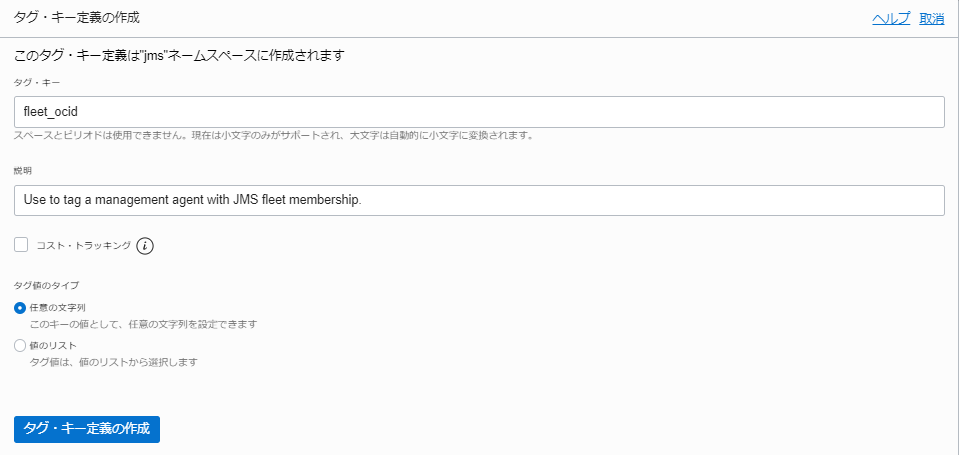 タグ・キー定義の作成
ヘルプ 取消
このタグ・キー定義は"jms"ネームスペースに作成されます
タグ・キー
fleet_ocid
スペースとピリオドは使用できません。現在は小文字のみがサポートされ、大文字は自動的に小文字に変換されます。
説明
Use to tag a management agent with JMS fleet membership.
コスト・トラッキング i
タグ値のタイプ
任意の文字列
このキーの値として、任意の文字列を設定できます
値のリスト
タグ値は、値のリストから選択します
タグ・キー定義の作成